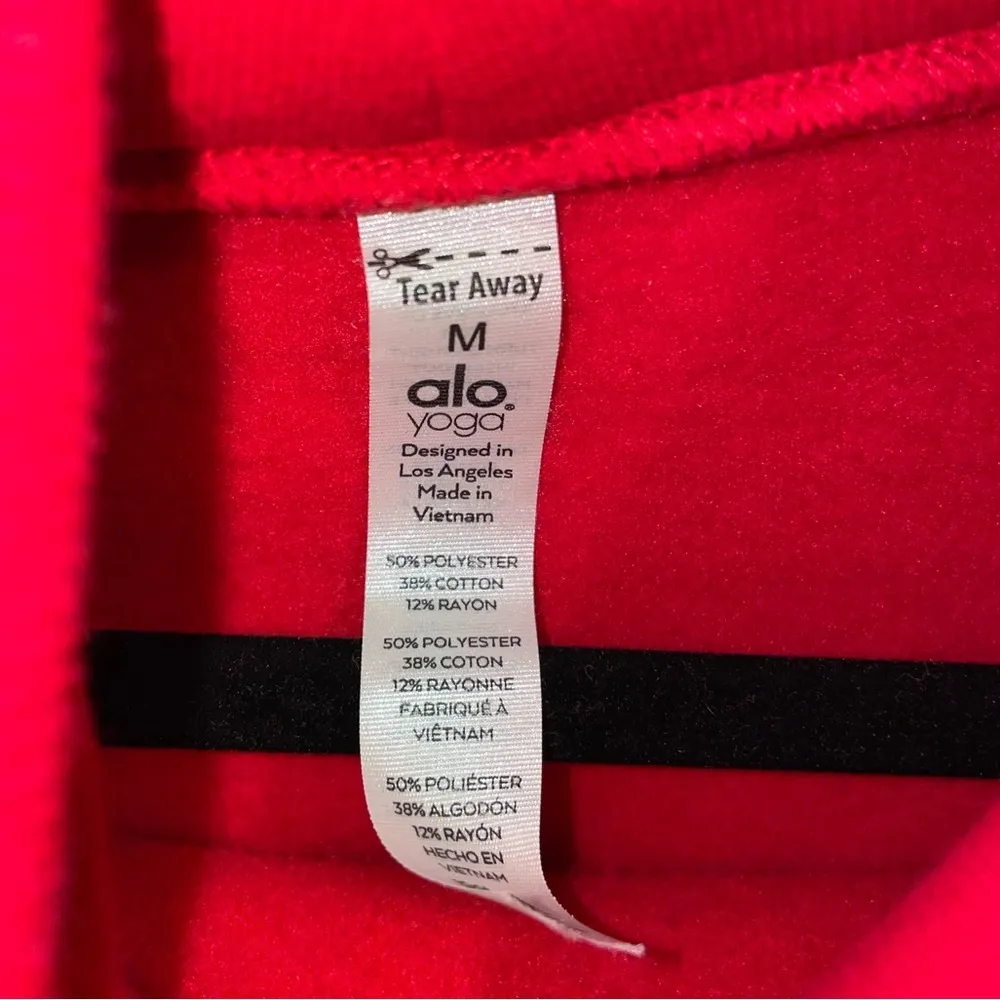 Tear Away
M
alo
yoga®
Designed in
Los Angeles
Made in
Vietnam
50% POLYESTER
38% COTTON
12% RAYON
50% POLYESTER
38% COTON
12% RAYONNE
FABRIQUÉ À
VIÊTNAM
50% POLIÉSTER
38% ALGODÓN
12% RAYÓN
HECHO EN
VIETNAM